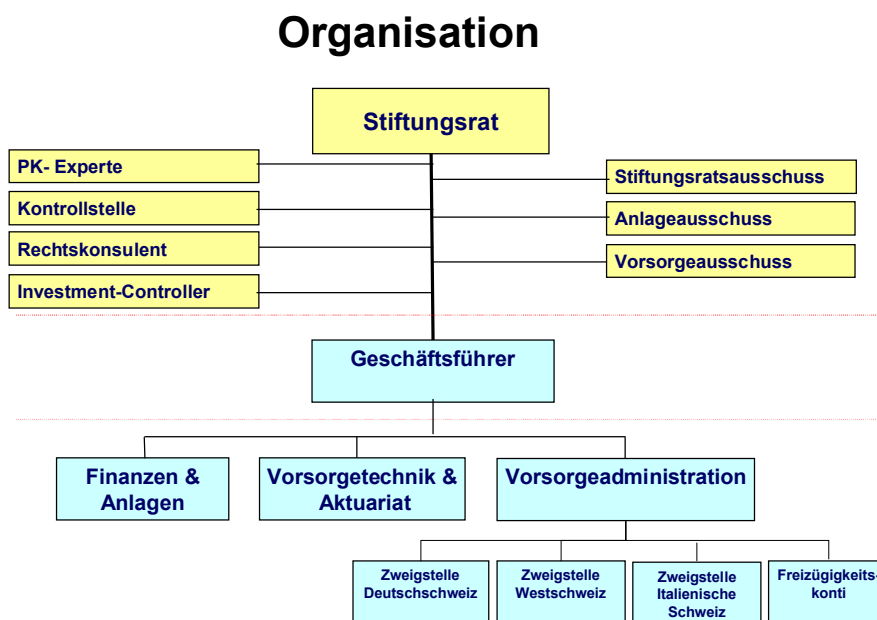 Organisation
Stiftungsrat
PK- Experte
Kontrollstelle
Rechtskonsulent
Investment-Controller
Stiftungsratsausschuss
Anlageausschuss
Vorsorgeausschuss
Geschäftsführer
Finanzen &
Anlagen
Vorsorgetechnik &
Aktuariat
Vorsorgeadministration
Zweigstelle
Deutschschweiz
Zweigstelle
Westschweiz
Zweigstelle
Italienische
Schweiz
Freizügigkeits-
konti